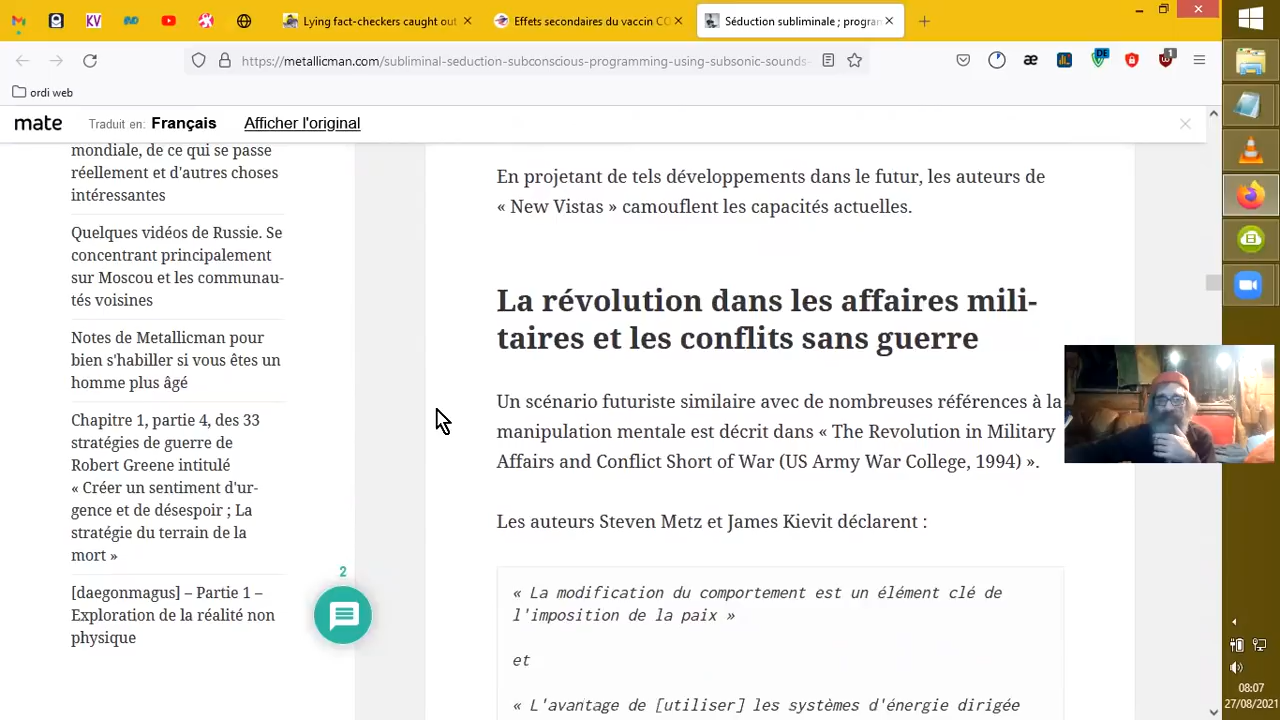 Lying fact-checkers caught out
Effets secondaires du vaccin CO
Séduction subliminale ; progran
https://metallicman.com/subliminal-seduction-subconscious-programming-using-subsonic-sounds-
ordi web
mate
Traduit en: Français
Afficher l'original
mondiale, de ce qui se passe
réellement et d'autres choses
intéressantes
Quelques vidéos de Russie. Se
concentrant principalement
sur Moscou et les communau-
tés voisines
Notes de Metallicman pour
bien s'habiller si vous êtes un
homme plus âgé
Chapitre 1, partie 4, des 33
stratégies de guerre de
Robert Greene intitulé
« Créer un sentiment d'ur-
gence et de désespoir ; La
stratégie du terrain de la
mort »
[daegonmagus] – Partie 1 –
Exploration de la réalité non
physique
2
En projetant de tels développements dans le futur, les auteurs de
« New Vistas » camouflent les capacités actuelles.
La révolution dans les affaires mili-
taires et les conflits sans guerre
Un scénario futuriste similaire avec de nombreuses références à la
manipulation mentale est décrit dans « The Revolution in Military
Affairs and Conflict Short of War (US Army War College, 1994) ».
Les auteurs Steven Metz et James Kievit déclarent :
« La modification du comportement est un élément clé de
l'imposition de la paix »
et
« L'avantage de [utiliser] les systèmes d'énergie dirigée
KV
æ
DE
1
08:07
27/08/2021